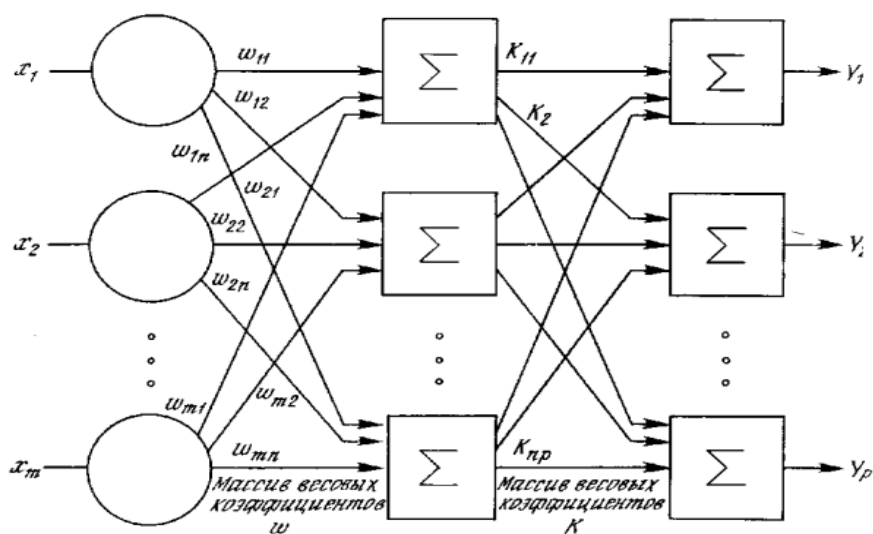 x₁
w₁₁
Σ
K₁₁
Σ
Y₁
w₁₂
K₂
w₁ₙ
w₂₁
x₂
w₂₂
Σ
Σ
Y₂
w₂ₙ
wₘ₁
wₘ₂
xₘ
wₘₙ
Σ
Kₙₚ
Σ
Yₚ
Массив весовых
коэффициентов
w
Массив весовых
коэффициентов
K